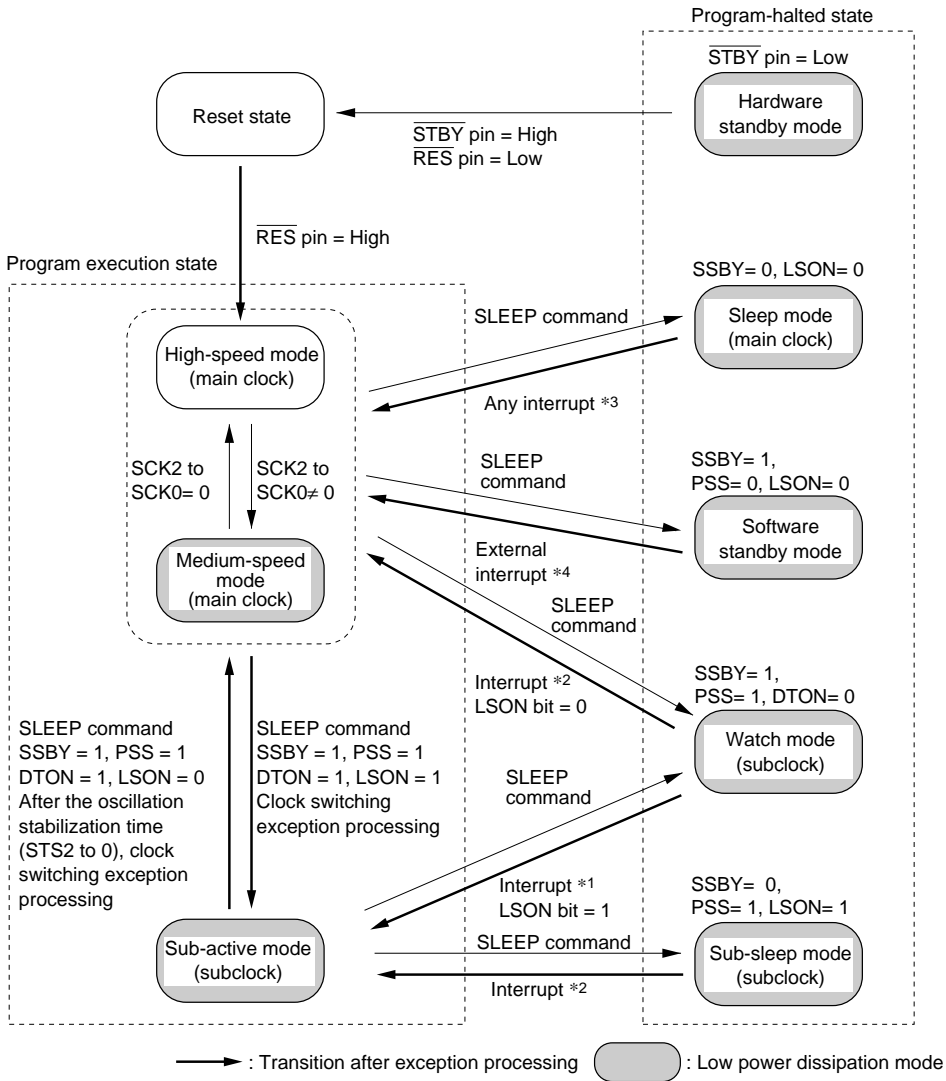 Program-halted state
STBY pin = Low
Hardware
standby mode
Reset state
STBY pin = High
RES pin = Low
RES pin = High
Program execution state
SSBY= 0, LSON= 0
Sleep mode
(main clock)
SLEEP command
High-speed mode
(main clock)
Any interrupt *3
SCK2 to
SCK0= 0
SCK2 to
SCK0≠ 0
SLEEP
command
SSBY= 1,
PSS= 0, LSON= 0
Software
standby mode
Medium-speed
mode
(main clock)
External
interrupt *4
SLEEP
command
Interrupt *2
LSON bit = 0
SSBY= 1,
PSS= 1, DTON= 0
Watch mode
(subclock)
SLEEP command
SSBY = 1, PSS = 1
DTON = 1, LSON = 0
After the oscillation
stabilization time
(STS2 to 0), clock
switching exception
processing
SLEEP command
SSBY = 1, PSS = 1
DTON = 1, LSON = 1
Clock switching
exception processing
SLEEP
command
Interrupt *1
LSON bit = 1
SSBY= 0,
PSS= 1, LSON= 1
Sub-active mode
(subclock)
SLEEP command
Sub-sleep mode
(subclock)
Interrupt *2
: Transition after exception processing
: Low power dissipation mode